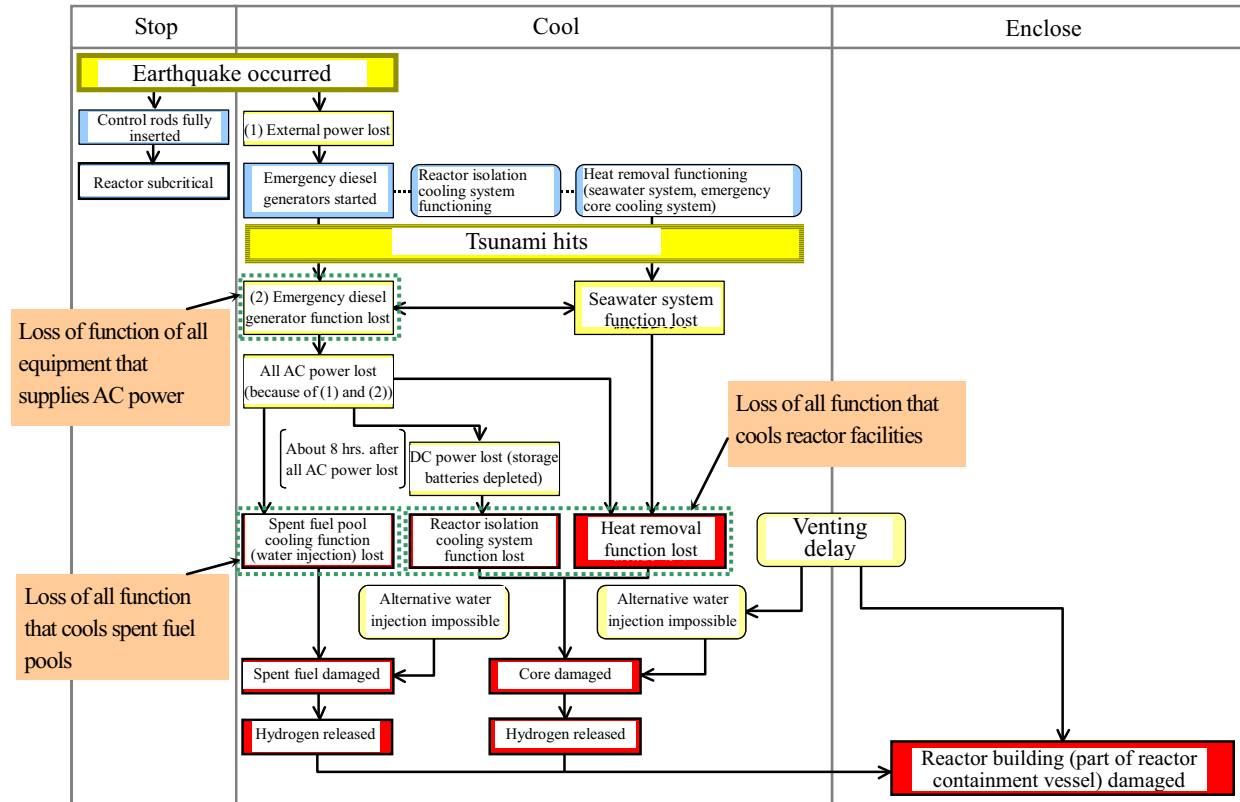 Stop
Cool
Enclose
Earthquake occurred
Control rods fully
inserted
(1) External power lost
Reactor subcritical
Emergency diesel
generators started
Reactor isolation
cooling system
functioning
Heat removal functioning
(seawater system, emergency
core cooling system)
Tsunami hits
(2) Emergency diesel
generator function lost
Seawater system
function lost
Loss of function of all
equipment that
supplies AC power
All AC power lost
(because of (1) and (2))
Loss of all function that
cools reactor facilities
About 8 hrs. after
all AC power lost
DC power lost (storage
batteries depleted)
Spent fuel pool
cooling function
(water injection) lost
Reactor isolation
cooling system
function lost
Heat removal
function lost
Venting
delay
Loss of all function
that cools spent fuel
pools
Alternative water
injection impossible
Alternative water
injection impossible
Spent fuel damaged
Core damaged
Hydrogen released
Hydrogen released
Reactor building (part of reactor
containment vessel) damaged